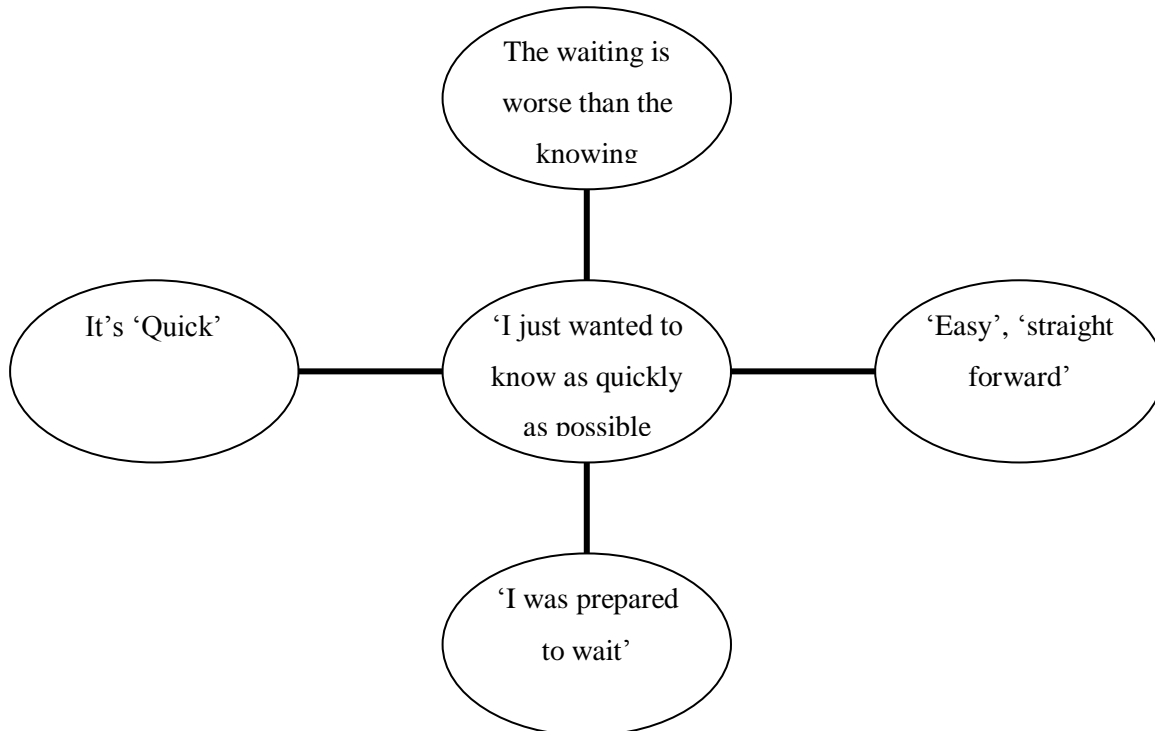 The waiting is
worse than the
knowing
It’s ‘Quick’
‘I just wanted to
know as quickly
as possible
‘Easy’, ‘straight
forward’
‘I was prepared
to wait’